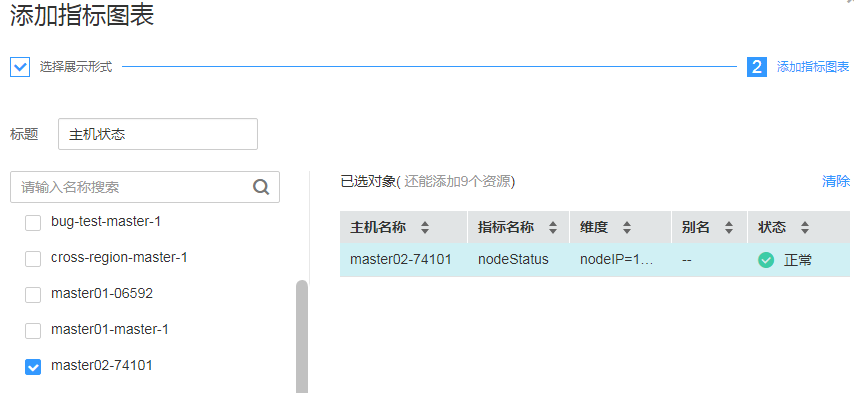 添加指标图表
选择展示形式 2 添加指标图表
标题 主机状态
请输入名称搜索
bug-test-master-1
cross-region-master-1
master01-06592
master01-master-1
master02-74101
已选对象( 还能添加9个资源) 清除
主机名称 指标名称 维度 别名 状态
master02-74101 nodeStatus nodeIP=1... -- 正常